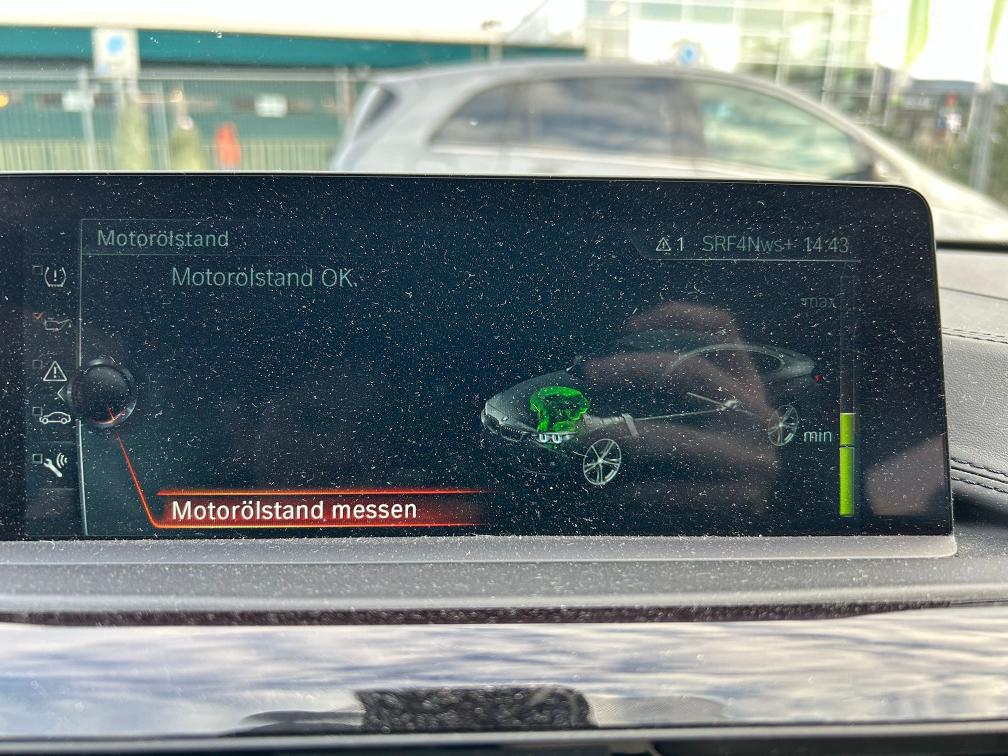 Motorölstand
1 SRF4Nws+ 14:43
Motorölstand OK.
max
min
Motorölstand messen